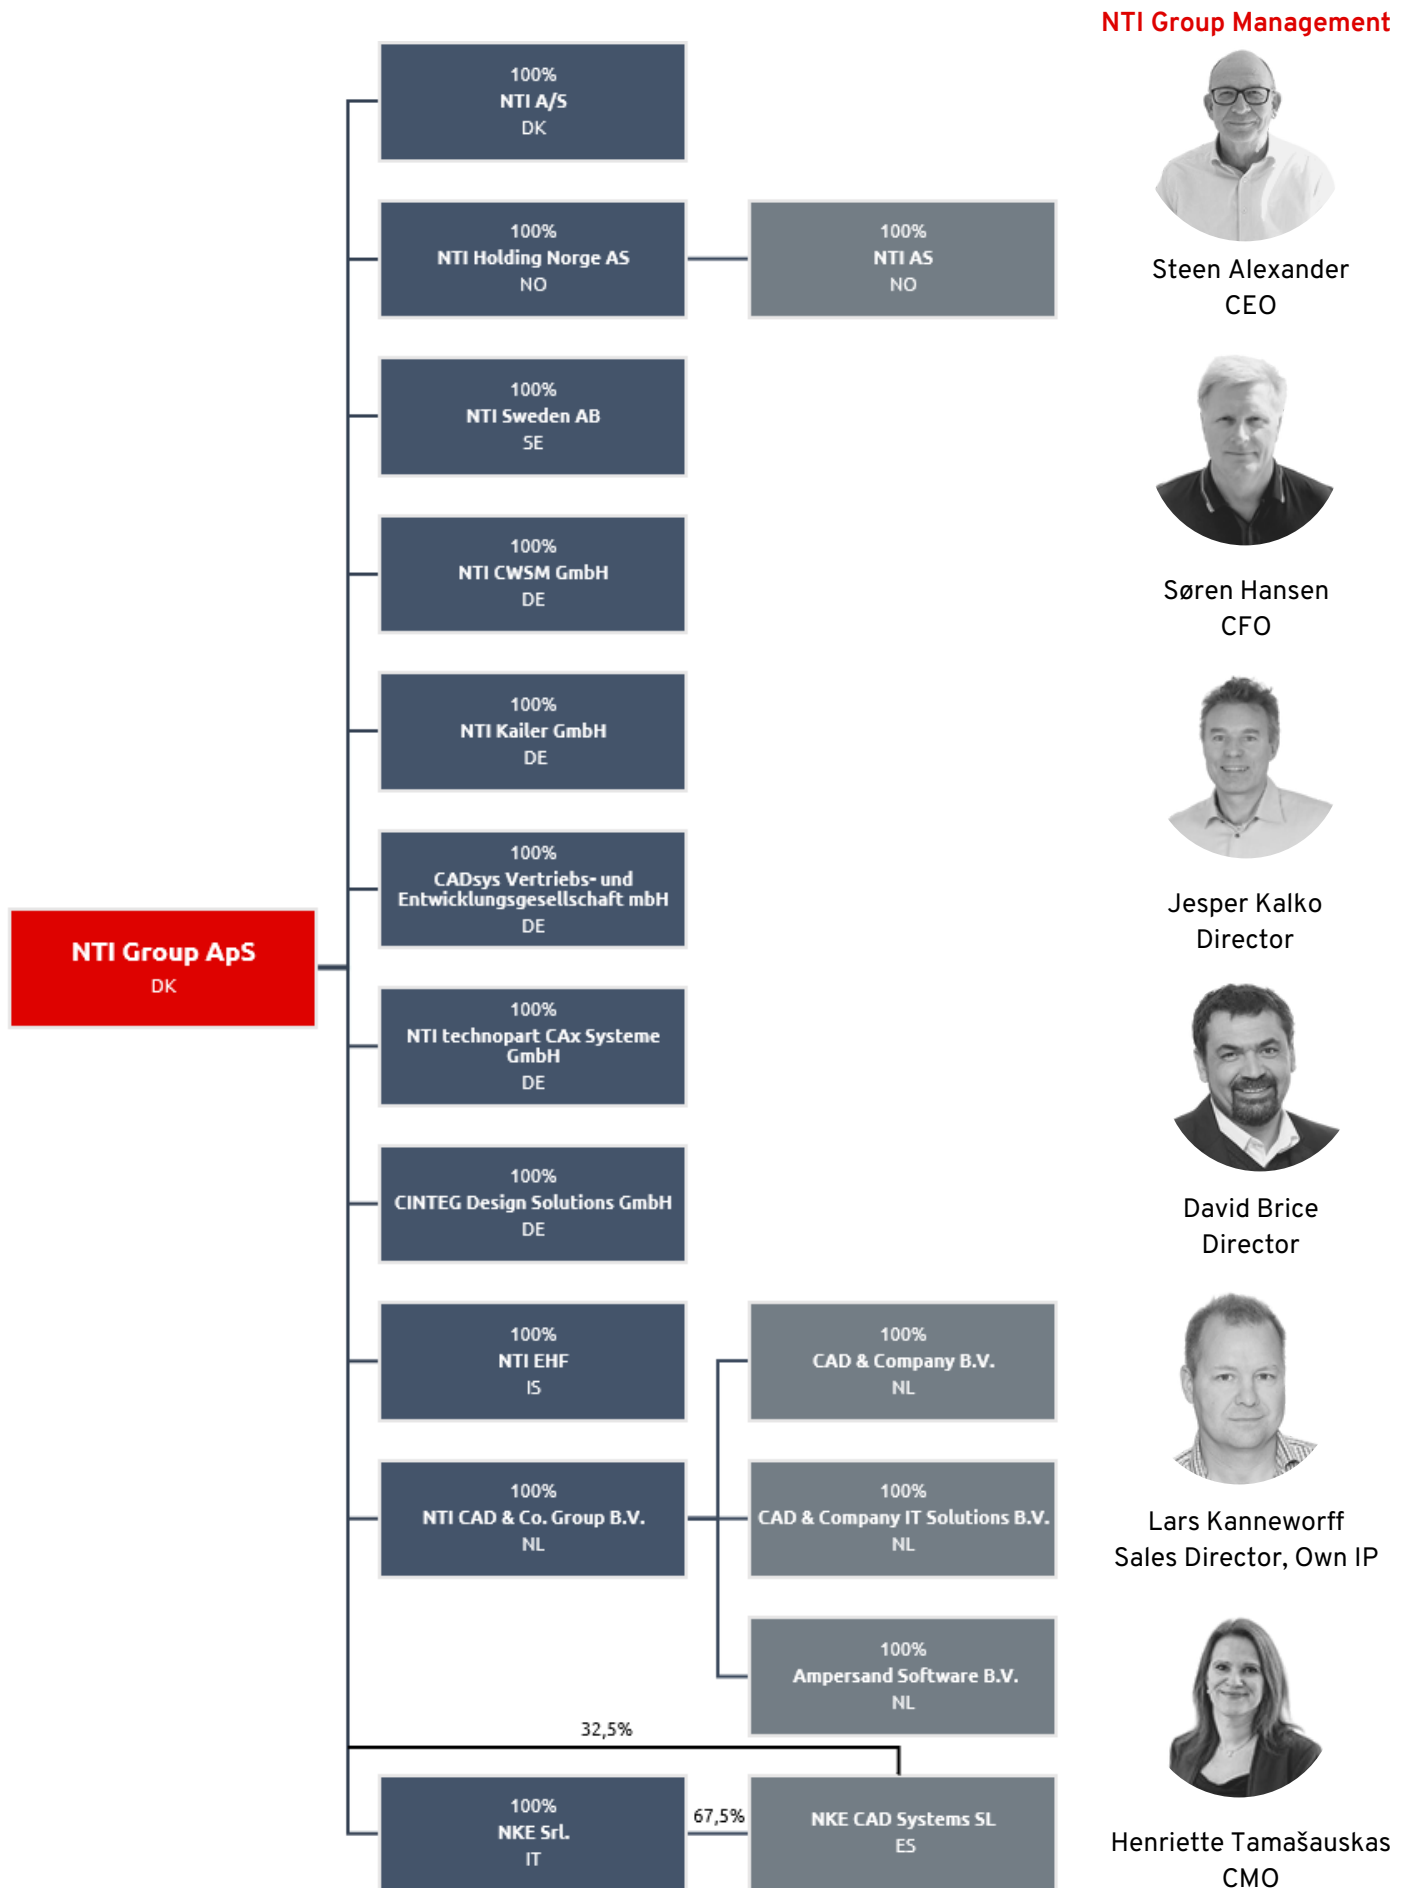 NTI Group Management
100%
NTI A/S
DK
100%
NTI Holding Norge AS
NO
100%
NTI AS
NO
Steen Alexander
CEO
100%
NTI Sweden AB
SE
100%
NTI CWSM GmbH
DE
Søren Hansen
CFO
100%
NTI Kailer GmbH
DE
100%
CADsys Vertriebs- und
Entwicklungsgesellschaft mbH
DE
Jesper Kalko
Director
NTI Group ApS
DK
100%
NTI technopart CAx Systeme
GmbH
DE
100%
CINTEG Design Solutions GmbH
DE
David Brice
Director
100%
NTI EHF
IS
100%
CAD & Company B.V.
NL
100%
NTI CAD & Co. Group B.V.
NL
100%
CAD & Company IT Solutions B.V.
NL
Lars Kanneworff
Sales Director, Own IP
100%
Ampersand Software B.V.
NL
32,5%
100%
NKE Srl.
IT
67,5%
NKE CAD Systems SL
ES
Henriette Tamašauskas
CMO